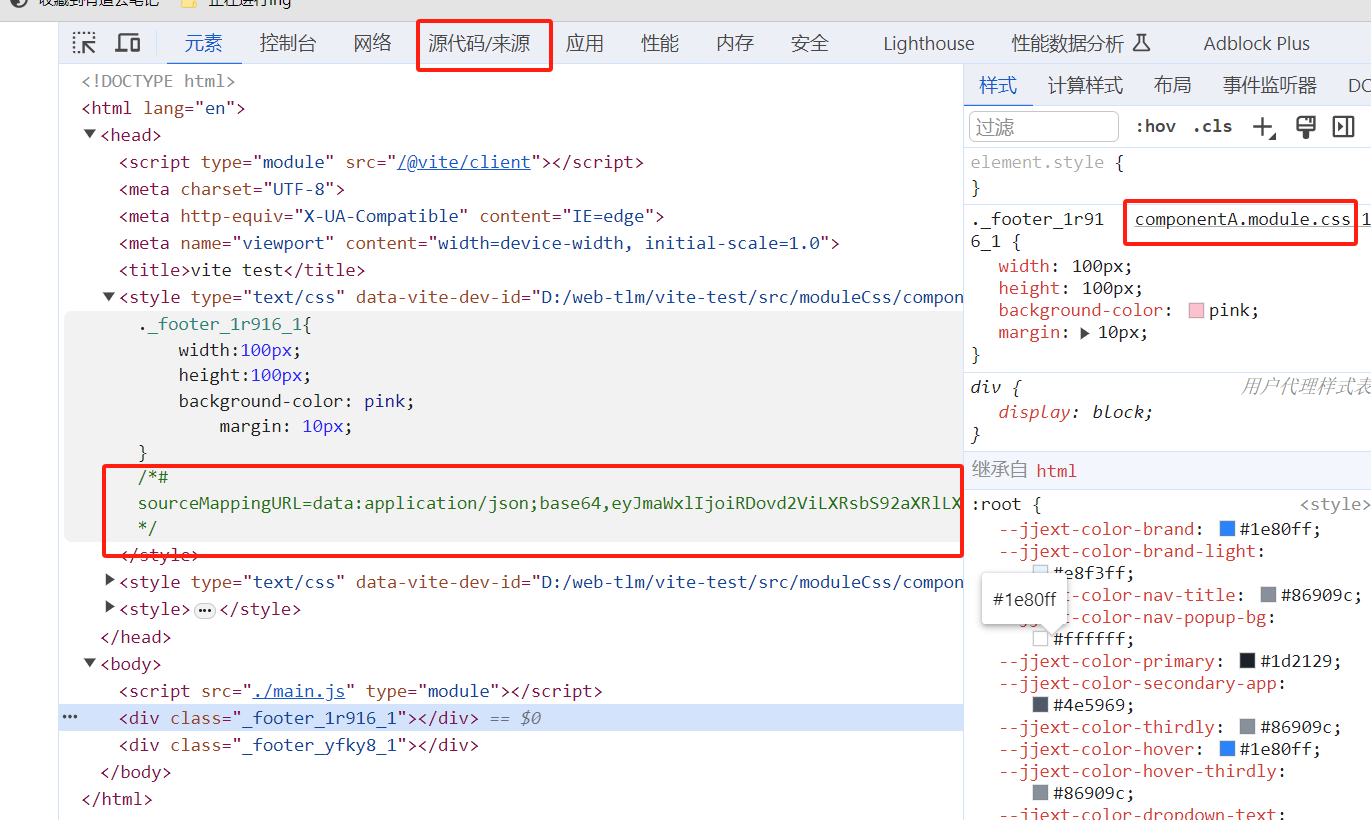 正在进行ing
元素 控制台 网络 源代码/来源 应用 性能 内存 安全 Lighthouse 性能数据分析 Adblock Plus
<!DOCTYPE html>
<html lang="en">
▼<head>
<script type="module" src="/@vite/client"></script>
<meta charset="UTF-8">
<meta http-equiv="X-UA-Compatible" content="IE=edge">
<meta name="viewport" content="width=device-width, initial-scale=1.0">
<title>vite test</title>
▼<style type="text/css" data-vite-dev-id="D:/web-tlm/vite-test/src/moduleCss/compon
._footer_1r916_1{
width:100px;
height:100px;
background-color: pink;
margin: 10px;
}
/*#
sourceMappingURL=data:application/json;base64,eyJmaWxlIjoiRDovd2ViLXRsbS92aXRlLX
*/
</style>
▶<style type="text/css" data-vite-dev-id="D:/web-tlm/vite-test/src/moduleCss/compon
▶<style>•••</style>
</head>
▼<body>
<script src="./main.js" type="module"></script>
••• <div class="_footer_1r916_1"></div> == $0
<div class="_footer_yfky8_1"></div>
</body>
</html>
样式 计算样式 布局 事件监听器 DO
过滤 :hov .cls
element.style {
}
._footer_1r91 componentA.module.css:1
6_1 {
width: 100px;
height: 100px;
background-color: pink;
margin: ▶ 10px;
}
div { 用户代理样式表
display: block;
}
继承自 html
:root { <style>
--jjext-color-brand: #1e80ff;
--jjext-color-brand-light:
#e8f3ff;
t-color-nav-title: #86909c;
#1e80ff
-color-nav-popup-bg:
#ffffff;
--jjext-color-primary: #1d2129;
--jjext-color-secondary-app:
#4e5969;
--jjext-color-thirdly: #86909c;
--jjext-color-hover: #1e80ff;
--jjext-color-hover-thirdly:
#86909c;
--jjext-color-dropdown-text: